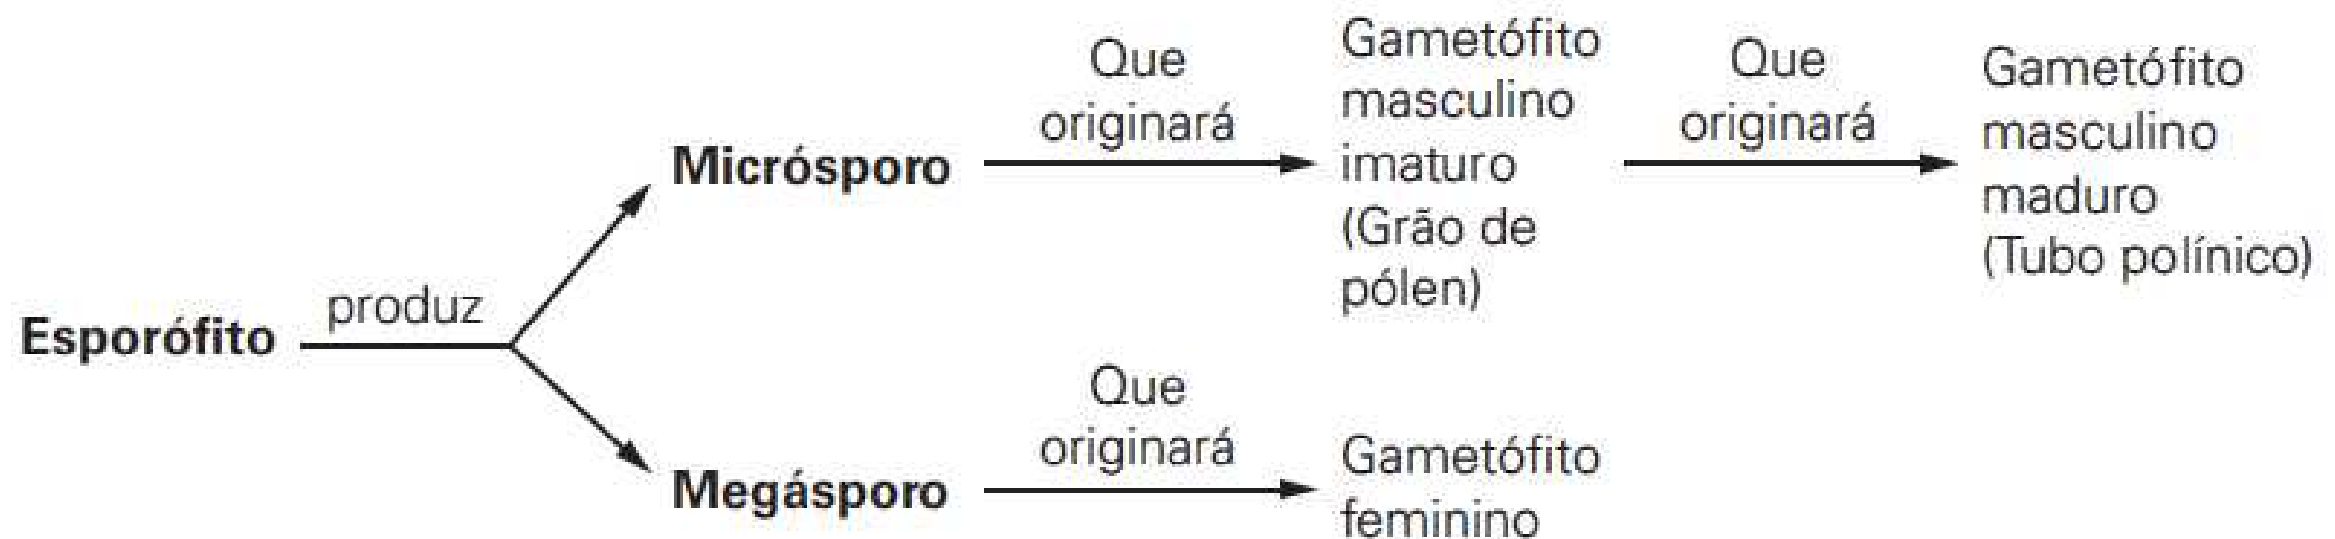 Esporófito
produz
Micrósporo
Que
originará
Gametófito
masculino
imaturo
(Grão de
pólen)
Que
originará
Gametófito
masculino
maduro
(Tubo polínico)
Megásporo
Que
originará
Gametófito
feminino